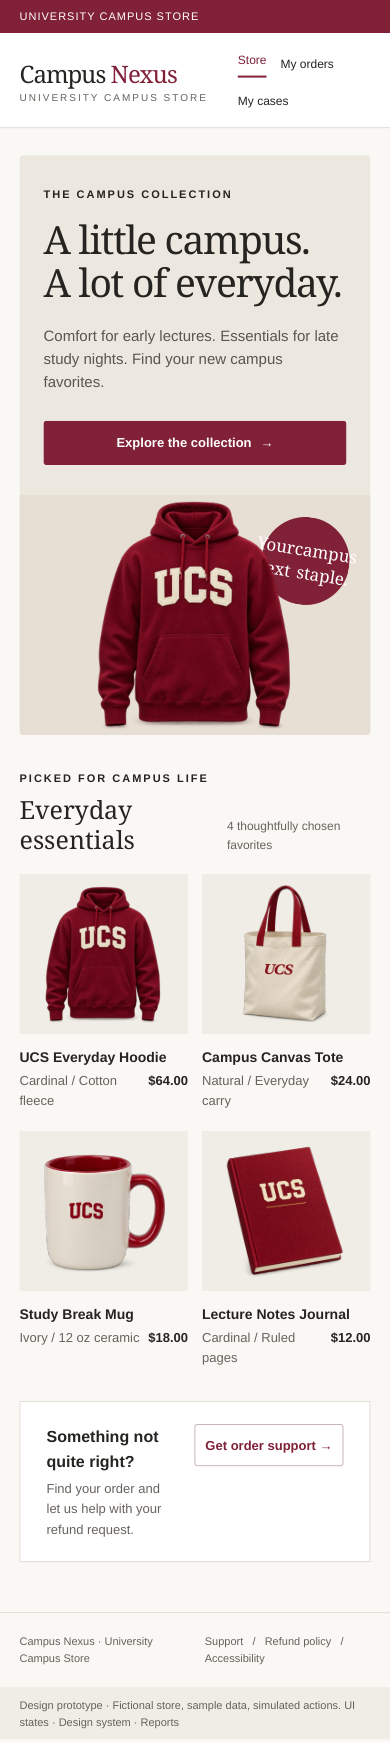 UNIVERSITY CAMPUS STORE
Campus Nexus
UNIVERSITY CAMPUS STORE
Store
My orders
My cases
THE CAMPUS COLLECTION
A little campus.
A lot of everyday.
Comfort for early lectures. Essentials for late
study nights. Find your new campus
favorites.
Explore the collection →
UCS
Yourcampus
ext staple.
PICKED FOR CAMPUS LIFE
Everyday
essentials
4 thoughtfully chosen
favorites
UCS
UCS
UCS Everyday Hoodie
Cardinal / Cotton
fleece
$64.00
Campus Canvas Tote
Natural / Everyday
carry
$24.00
UCS
UCS
Study Break Mug
Ivory / 12 oz ceramic
$18.00
Lecture Notes Journal
Cardinal / Ruled
pages
$12.00
Something not
quite right?
Find your order and
let us help with your
refund request.
Get order support →
Campus Nexus · University
Campus Store
Support / Refund policy /
Accessibility
Design prototype · Fictional store, sample data, simulated actions. UI
states · Design system · Reports